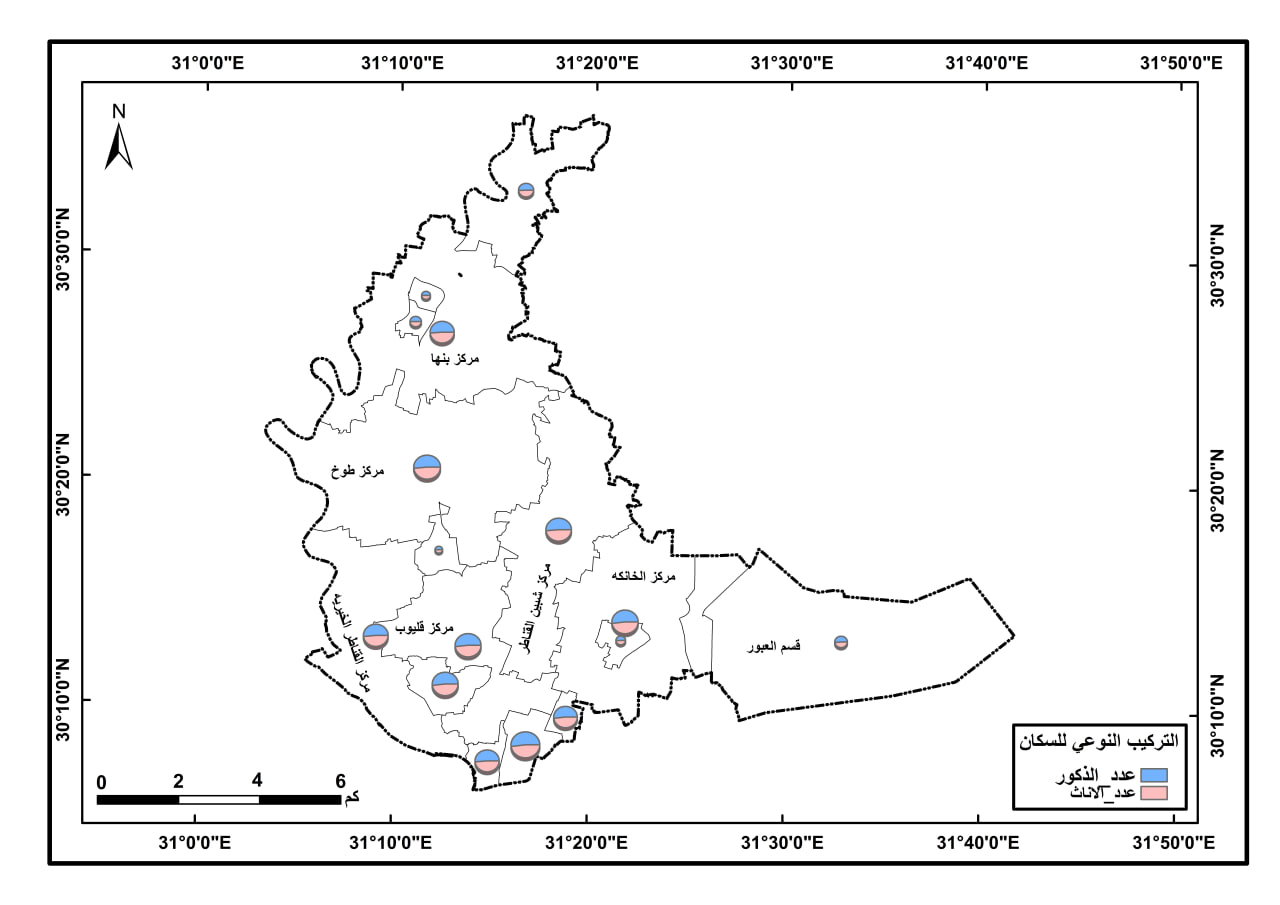 31°0'0"E 31°10'0"E 31°20'0"E 31°30'0"E 31°40'0"E 31°50'0"E
N
30°30'0"N
30°30'0"N
مركز بنها
مركز طوخ
30°20'0"N
30°20'0"N
مركز الخانكه
مركز شبين القناطر
مركز القناطر الخيريه
مركز قليوب
قسم العبور
30°10'0"N
30°10'0"N
التركيب النوعي للسكان
عدد_الذكور
عدد_الاناث
0 2 4 6
كم
31°0'0"E 31°10'0"E 31°20'0"E 31°30'0"E 31°40'0"E 31°50'0"E